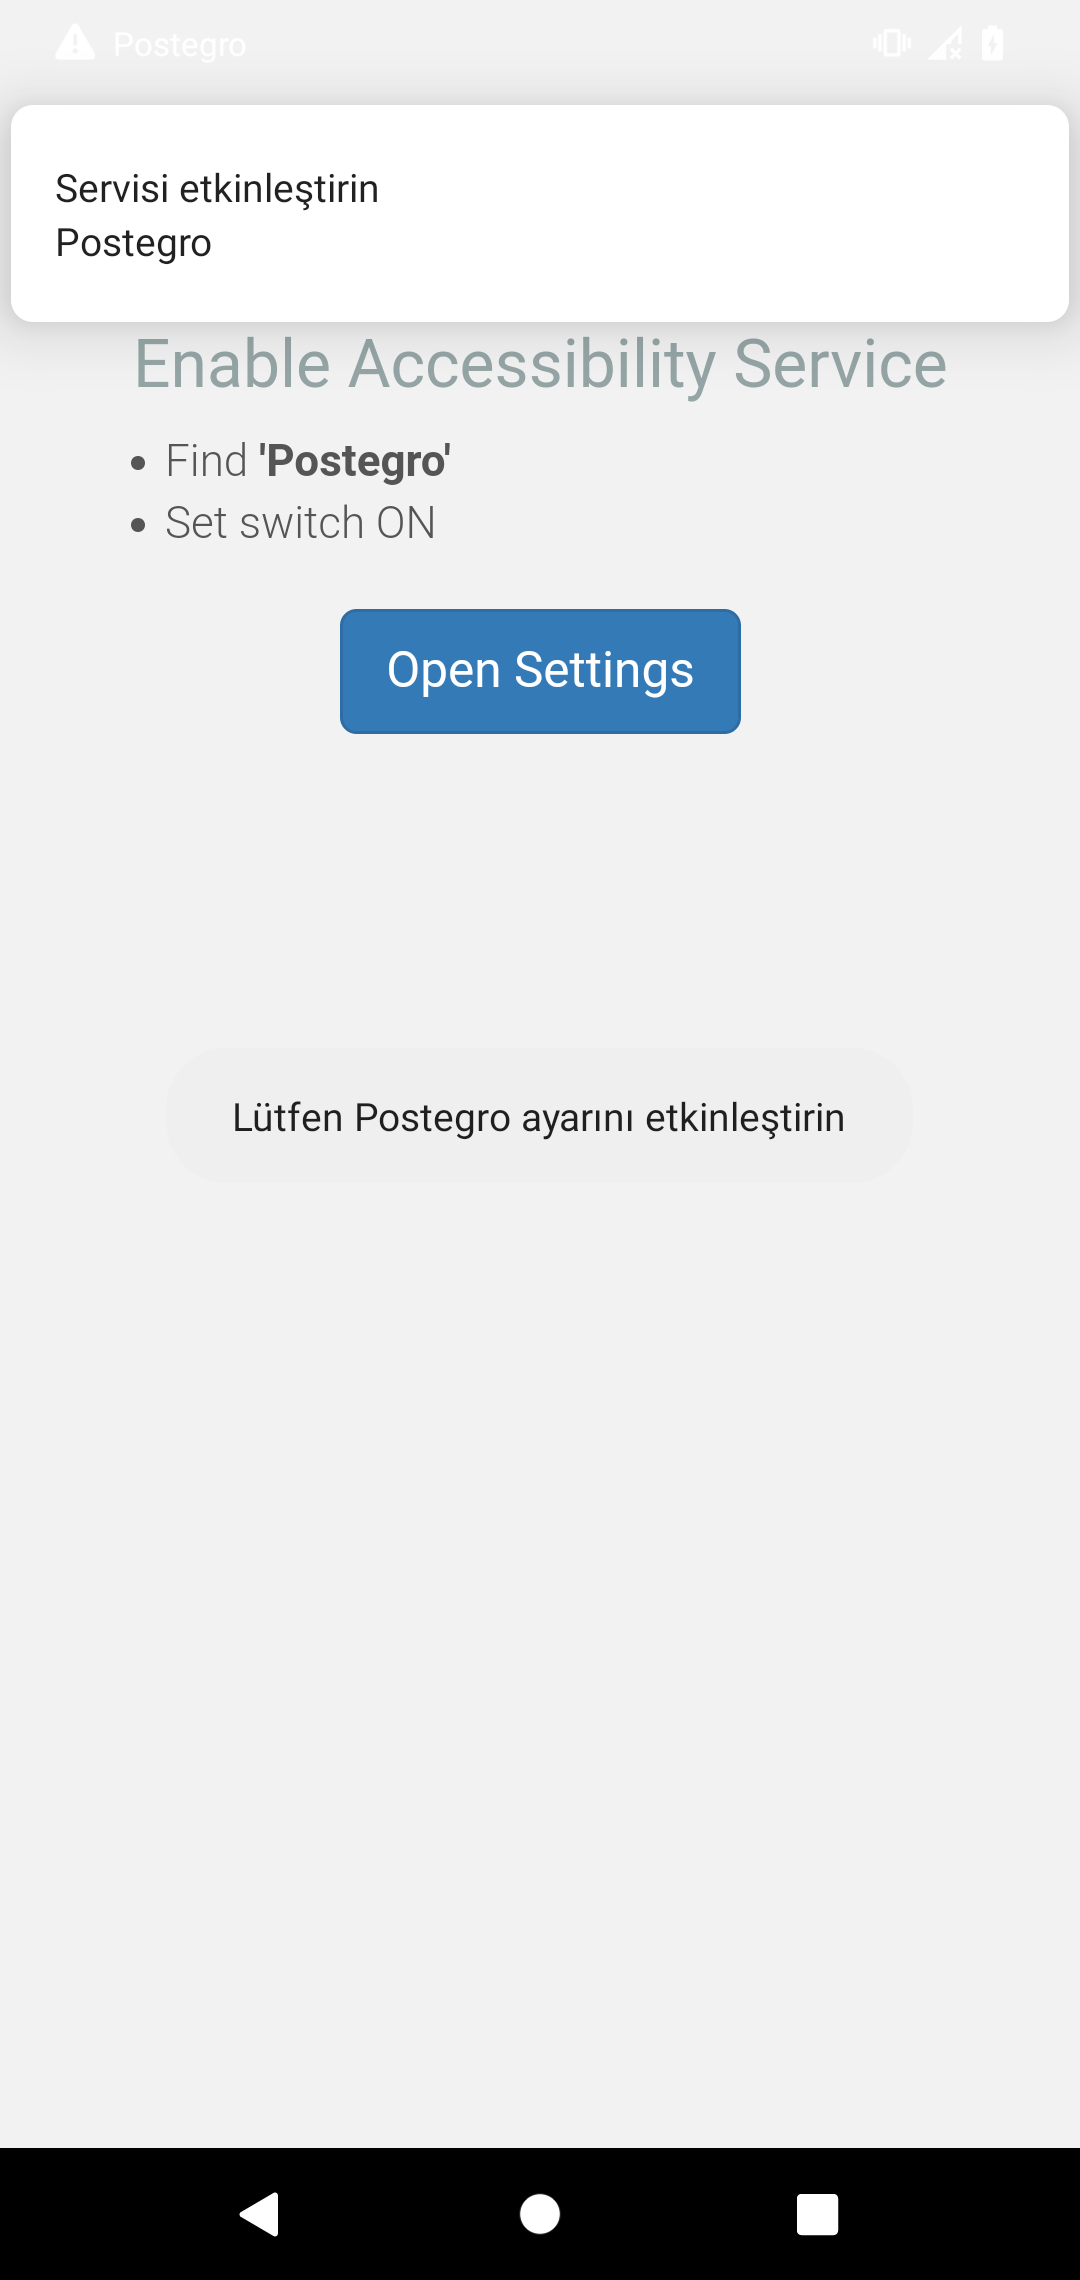 Postegro
Servisi etkinleştirin
Postegro
Enable Accessibility Service
Find 'Postegro'
Set switch ON
Open Settings
Lütfen Postegro ayarını etkinleştirin